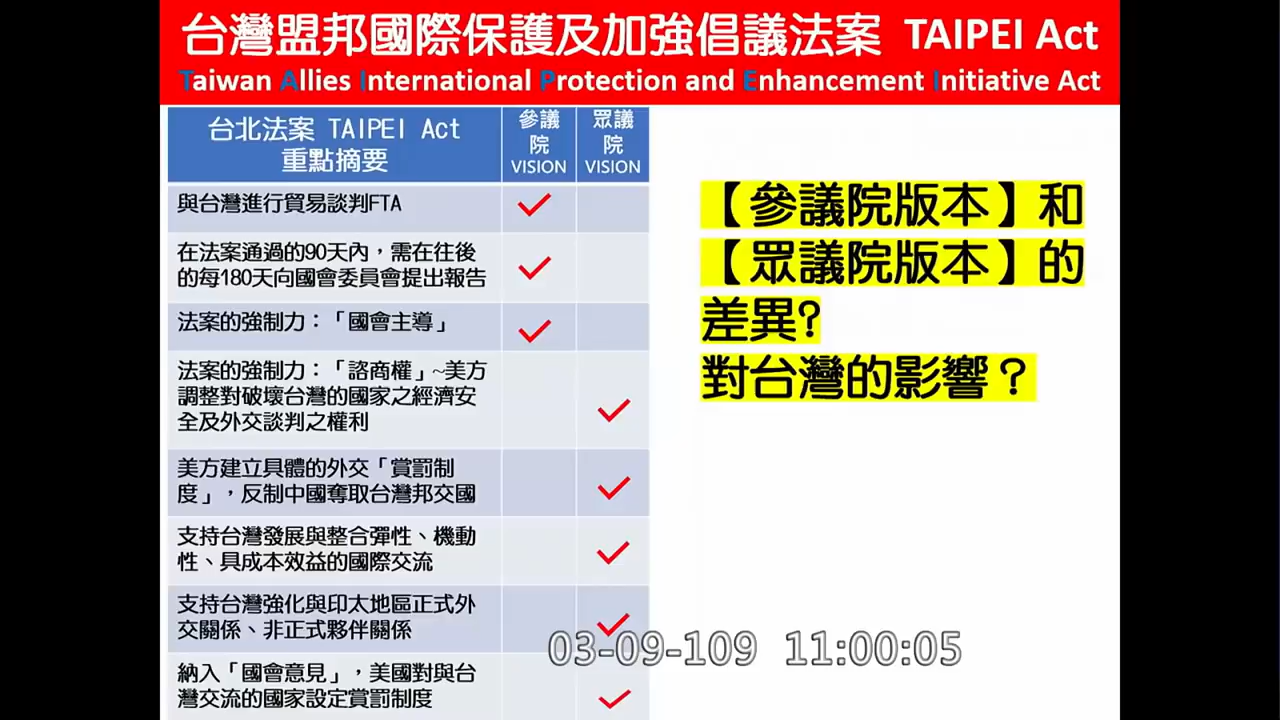 台灣盟邦國際保護及加強倡議法案 TAIPEI Act
Taiwan Allies International Protection and Enhancement Initiative Act
台北法案 TAIPEI Act
重點摘要
參議
院
VISION
眾議
院
VISION
與台灣進行貿易談判FTA
在法案通過的90天內，需在往後
的每180天向國會委員會提出報告
法案的強制力：「國會主導」
法案的強制力：「諮商權」~美方
調整對破壞台灣的國家之經濟安
全及外交談判之權利
美方建立具體的外交「賞罰制
度」，反制中國奪取台灣邦交國
支持台灣發展與整合彈性、機動
性、具成本效益的國際交流
支持台灣強化與印太地區正式外
交關係、非正式夥伴關係
納入「國會意見」，美國對與台
灣交流的國家設定賞罰制度
【參議院版本】和
【眾議院版本】的
差異?
對台灣的影響？
03-09-109 11:00:05